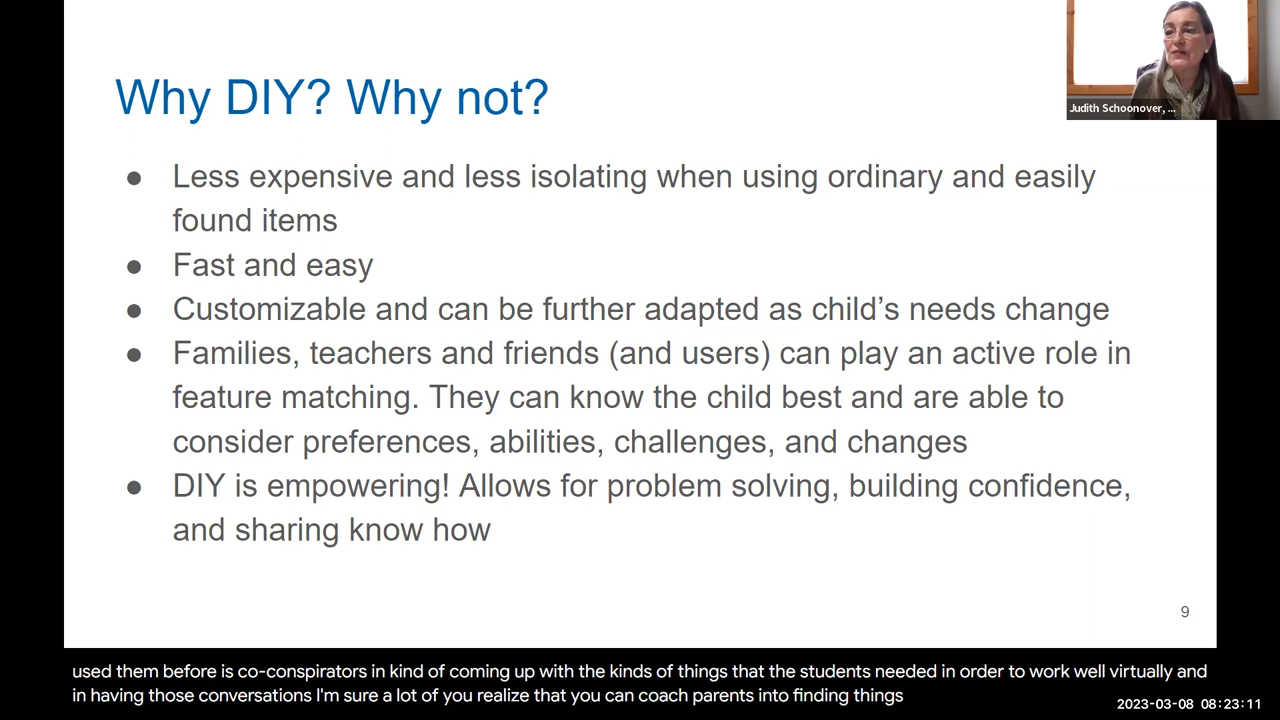 Why DIY? Why not?
Judith Schoonover, ...
● Less expensive and less isolating when using ordinary and easily
found items
● Fast and easy
● Customizable and can be further adapted as child’s needs change
● Families, teachers and friends (and users) can play an active role in
feature matching. They can know the child best and are able to
consider preferences, abilities, challenges, and changes
● DIY is empowering! Allows for problem solving, building confidence,
and sharing know how
9
used them before is co-conspirators in kind of coming up with the kinds of things that the students needed in order to work well virtually and
in having those conversations I'm sure a lot of you realize that you can coach parents into finding things
2023-03-08 08:23:11